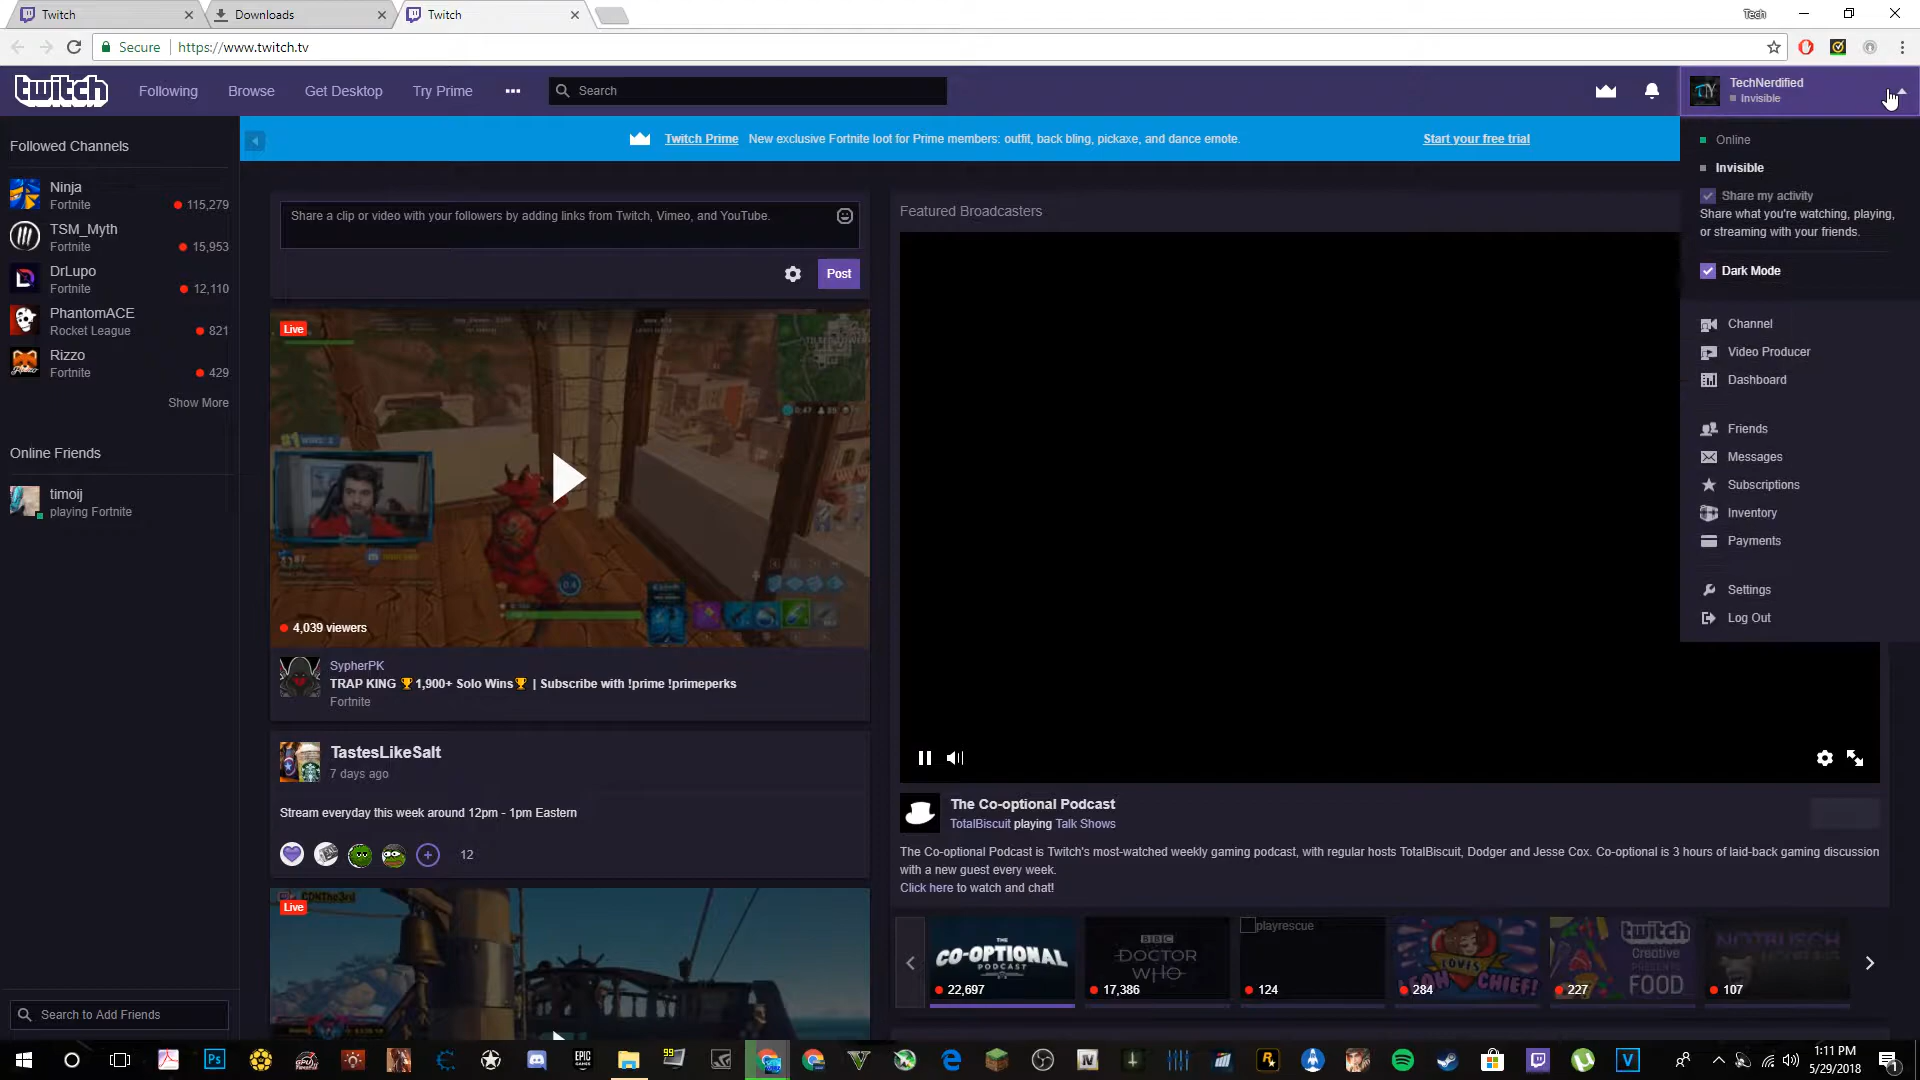 Twitch
Downloads
Twitch
Tech
Secure
https://www.twitch.tv
twitch
Following
Browse
Get Desktop
Try Prime
Search
TechNerdified
Invisible
Twitch Prime New exclusive Fortnite loot for Prime members: outfit, back bling, pickaxe, and dance emote.
Start your free trial
Followed Channels
Ninja
Fortnite
115,279
TSM_Myth
Fortnite
15,953
DrLupo
Fortnite
12,110
PhantomACE
Rocket League
821
Rizzo
Fortnite
429
Show More
Online Friends
timoij
playing Fortnite
Search to Add Friends
Share a clip or video with your followers by adding links from Twitch, Vimeo, and YouTube.
Post
Live
4,039 viewers
SypherPK
TRAP KING 🏆1,900+ Solo Wins🏆 | Subscribe with !prime !primeperks
Fortnite
TastesLikeSalt
7 days ago
Stream everyday this week around 12pm - 1pm Eastern
12
Live
Featured Broadcasters
The Co-optional Podcast
TotalBiscuit playing Talk Shows
The Co-optional Podcast is Twitch's most-watched weekly gaming podcast, with regular hosts TotalBiscuit, Dodger and Jesse Cox. Co-optional is 3 hours of laid-back gaming discussion
with a new guest every week.
Click here to watch and chat!
THE
CO-OPTIONAL
PODCAST
22,697
BBC
DOCTOR
WHO
17,386
playrescue
124
284
twitch
Creative
PRESENTS
FOOD
227
107
Online
Invisible
Share my activity
Share what you're watching, playing,
or streaming with your friends.
Dark Mode
Channel
Video Producer
Dashboard
Friends
Messages
Subscriptions
Inventory
Payments
Settings
Log Out
1:11 PM
5/29/2018